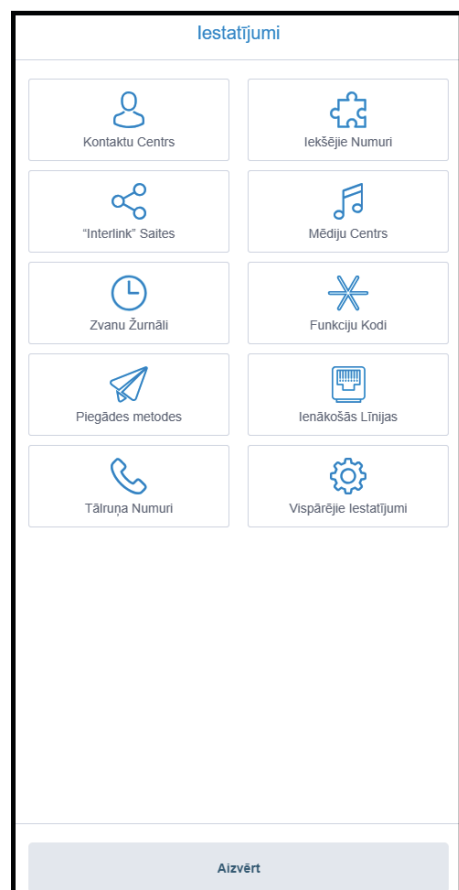 Iestatījumi
Kontaktu Centrs
Iekšējie Numuri
“Interlink” Saites
Mēdiju Centrs
Zvanu Žurnāli
Funkciju Kodi
Piegādes metodes
Ienākošās Līnijas
Tālruņa Numuri
Vispārējie Iestatījumi
Aizvērt